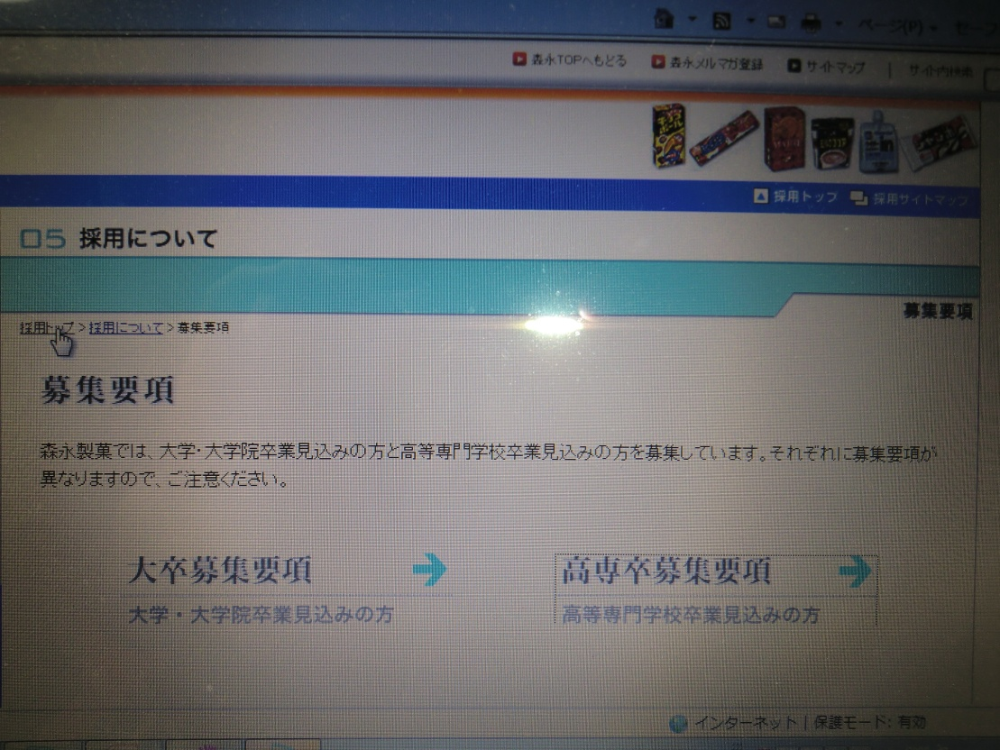 ページ(P)
森永TOPへもどる
森永メルマガ登録
サイトマップ
サイト内検索
チョコボール
in
採用トップ
採用サイトマップ
05 採用について
募集要項
採用トップ > 採用について > 募集要項
募集要項
森永製菓では、大学・大学院卒業見込みの方と高等専門学校卒業見込みの方を募集しています。それぞれに募集要項が
異なりますので、ご注意ください。
大卒募集要項
大学・大学院卒業見込みの方
高専卒募集要項
高等専門学校卒業見込みの方
インターネット | 保護モード: 有効